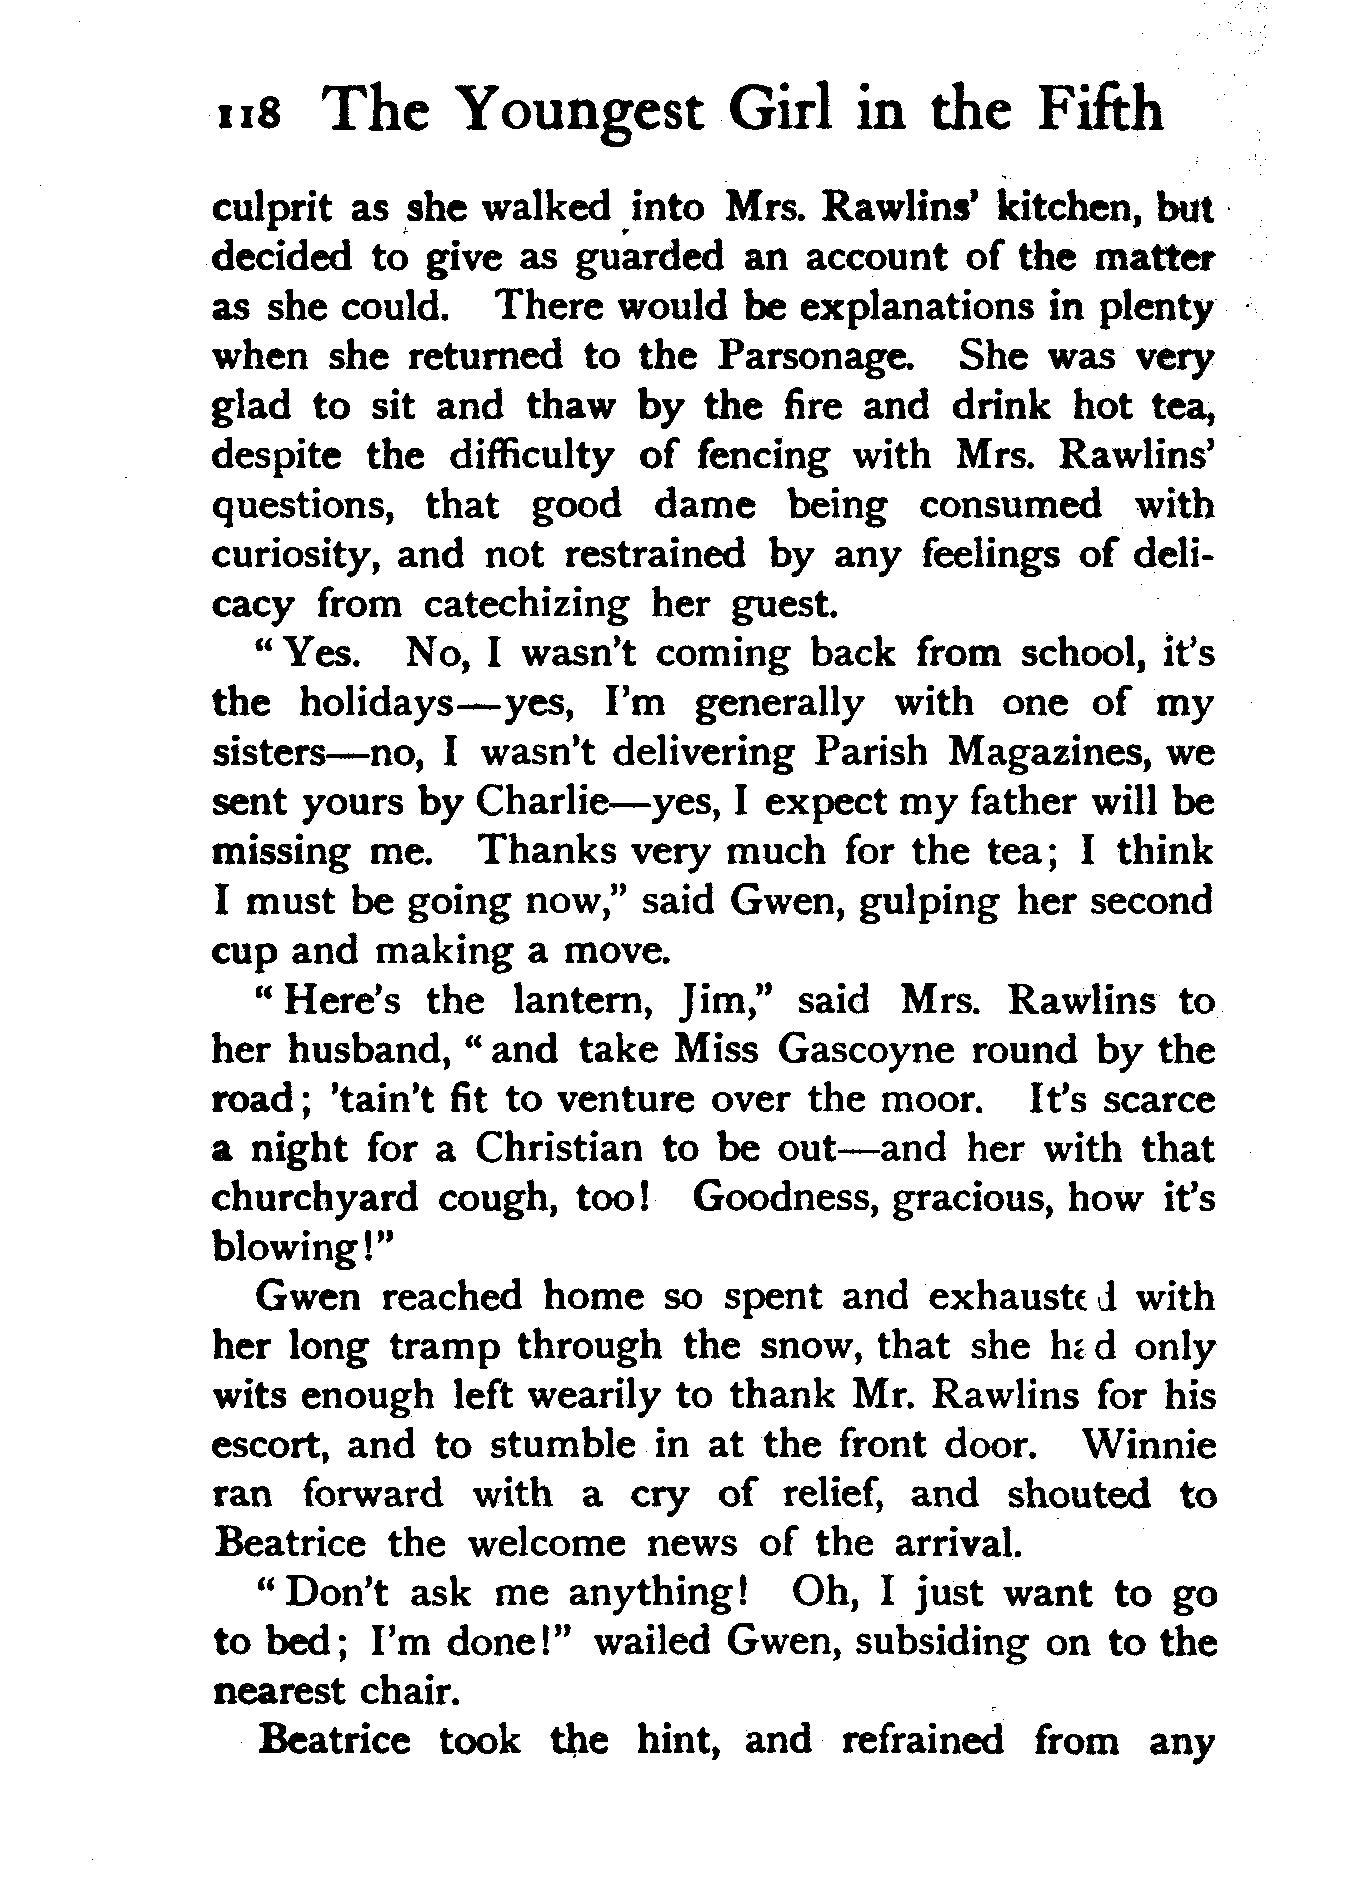 118 The Youngest Girl in the Fifth
culprit as she walked into Mrs. Rawlins' kitchen, but
decided to give as guarded an account of the matter
as she could. There would be explanations in plenty
when she returned to the Parsonage. She was very
glad to sit and thaw by the fire and drink hot tea,
despite the difficulty of fencing with Mrs. Rawlins'
questions, that good dame being consumed with
curiosity, and not restrained by any feelings of deli-
cacy from catechizing her guest.
"Yes. No, I wasn't coming back from school, it's
the holidays—yes, I'm generally with one of my
sisters—no, I wasn't delivering Parish Magazines, we
sent yours by Charlie—yes, I expect my father will be
missing me. Thanks very much for the tea; I think
I must be going now," said Gwen, gulping her second
cup and making a move.
"Here's the lantern, Jim," said Mrs. Rawlins to
her husband, "and take Miss Gascoyne round by the
road; 'tain't fit to venture over the moor. It's scarce
a night for a Christian to be out—and her with that
churchyard cough, too! Goodness, gracious, how it's
blowing!"
Gwen reached home so spent and exhausted with
her long tramp through the snow, that she had only
wits enough left wearily to thank Mr. Rawlins for his
escort, and to stumble in at the front door. Winnie
ran forward with a cry of relief, and shouted to
Beatrice the welcome news of the arrival.
"Don't ask me anything! Oh, I just want to go
to bed; I'm done!" wailed Gwen, subsiding on to the
nearest chair.
Beatrice took the hint, and refrained from any